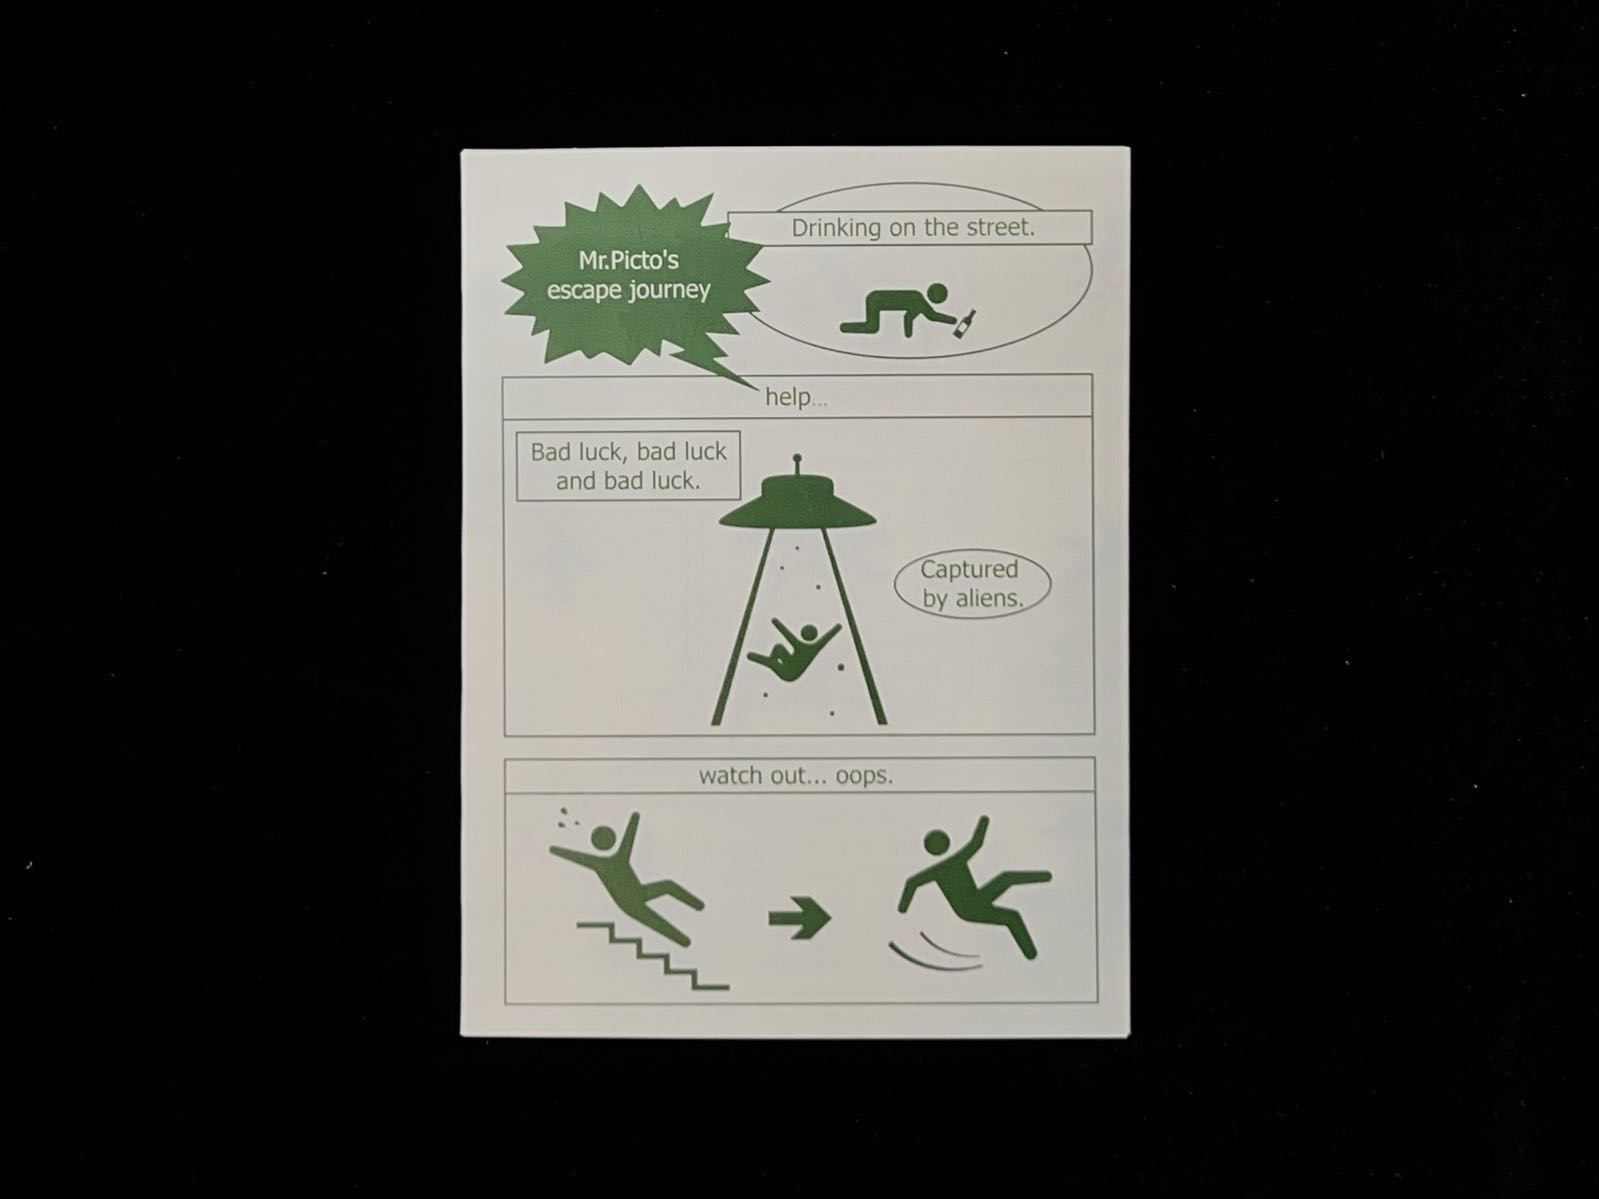 Mr.Picto's
escape journey
Drinking on the street.
help...
Bad luck, bad luck
and bad luck.
Captured
by aliens.
watch out... oops.